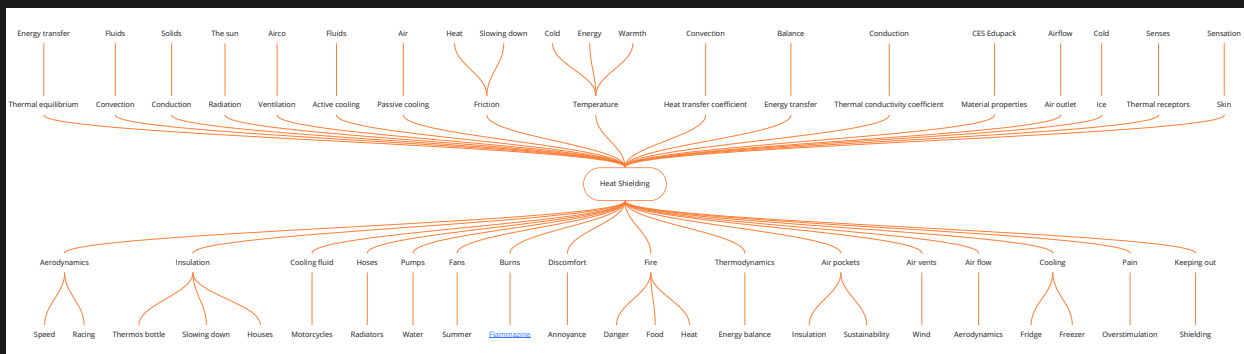 Energy transfer
Fluids
Solids
The sun
Airco
Fluids
Air
Heat
Slowing down
Cold
Energy
Warmth
Convection
Balance
Conduction
CES Edupack
Airflow
Cold
Senses
Sensation
Thermal equilibrium
Convection
Conduction
Radiation
Ventilation
Active cooling
Passive cooling
Friction
Temperature
Heat transfer coefficient
Energy transfer
Thermal conductivity coefficient
Material properties
Air outlet
Ice
Thermal receptors
Skin
Heat Shielding
Aerodynamics
Insulation
Cooling fluid
Hoses
Pumps
Fans
Burns
Discomfort
Fire
Thermodynamics
Air pockets
Air vents
Air flow
Cooling
Pain
Keeping out
Speed
Racing
Thermos bottle
Slowing down
Houses
Motorcycles
Radiators
Water
Summer
Flammazine
Annoyance
Danger
Food
Heat
Energy balance
Insulation
Sustainability
Wind
Aerodynamics
Fridge
Freezer
Overstimulation
Shielding